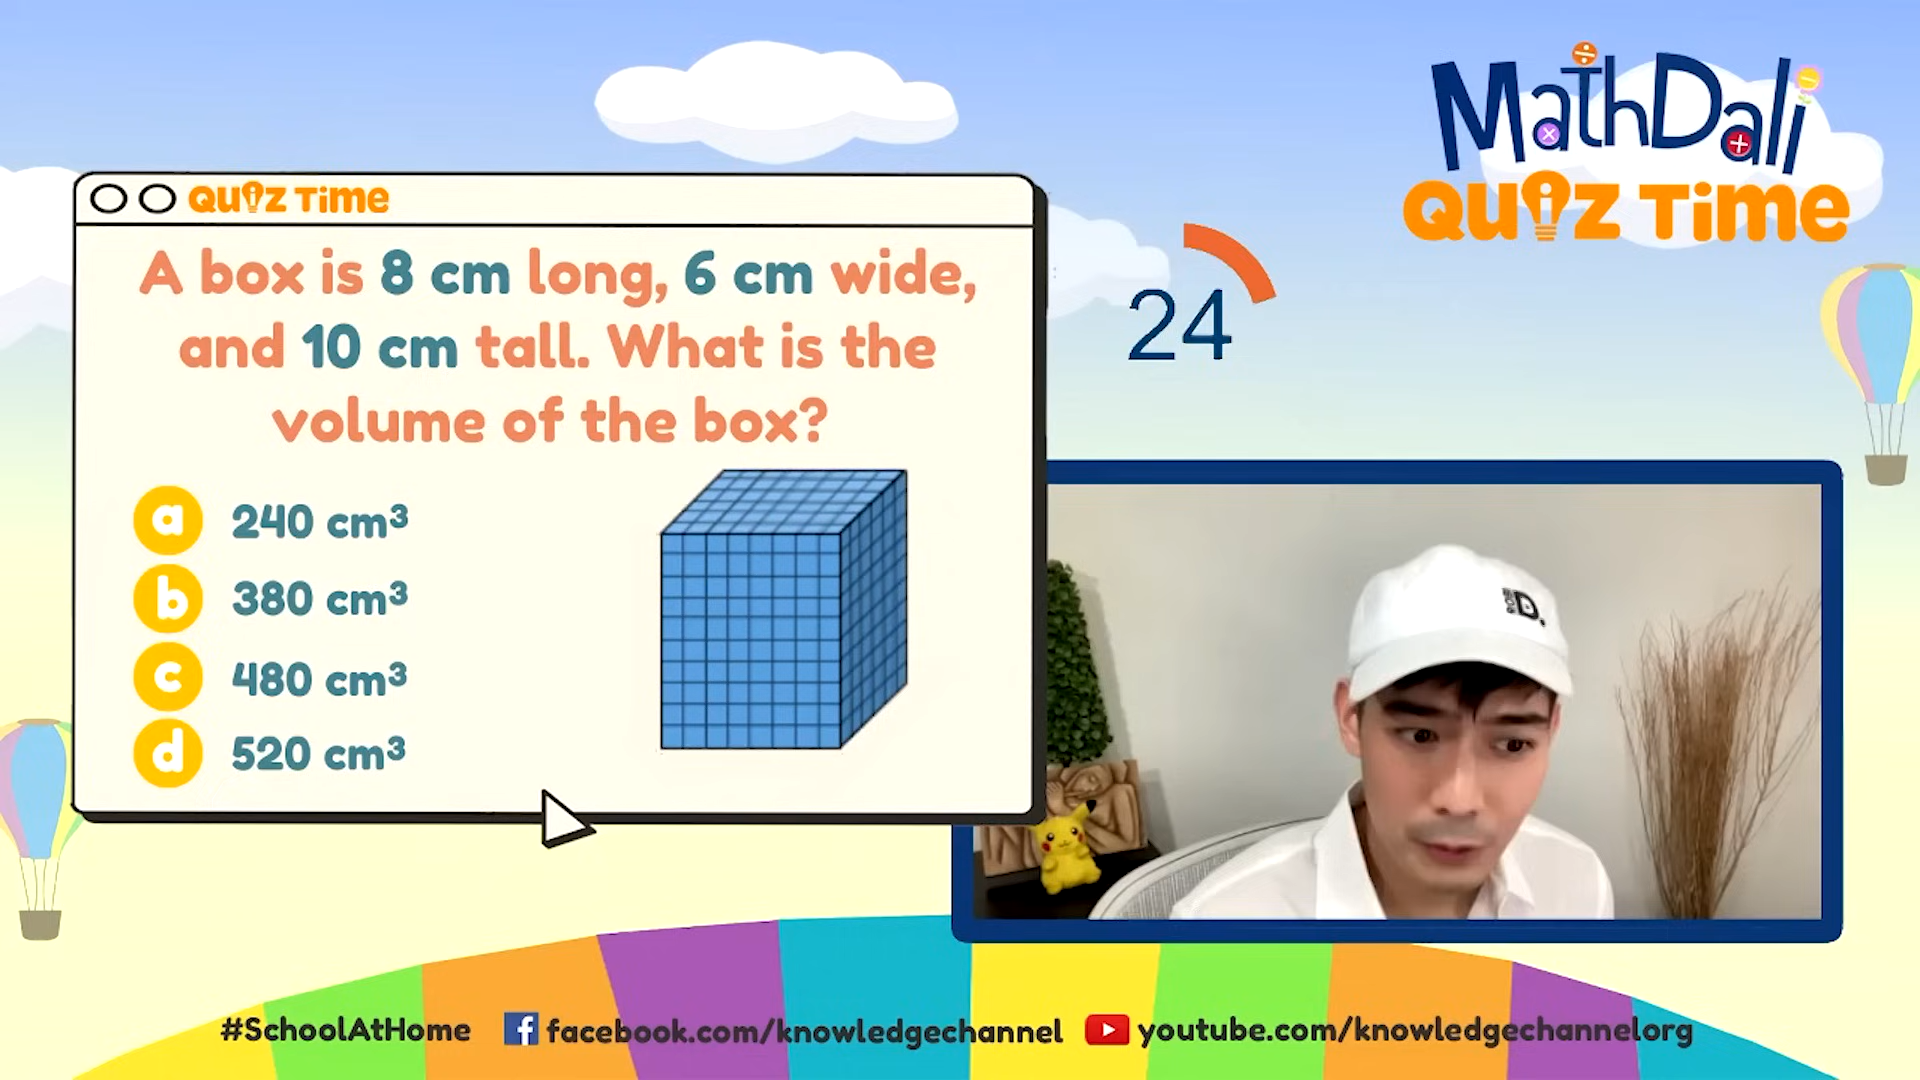 MathDali
QUIZ TIME
QUIZ TIME
A box is 8 cm long, 6 cm wide,
and 10 cm tall. What is the
volume of the box?
a 240 cm³
b 380 cm³
c 480 cm³
d 520 cm³
24
D.
#SchoolAtHome facebook.com/knowledgechannel youtube.com/knowledgechannelorg